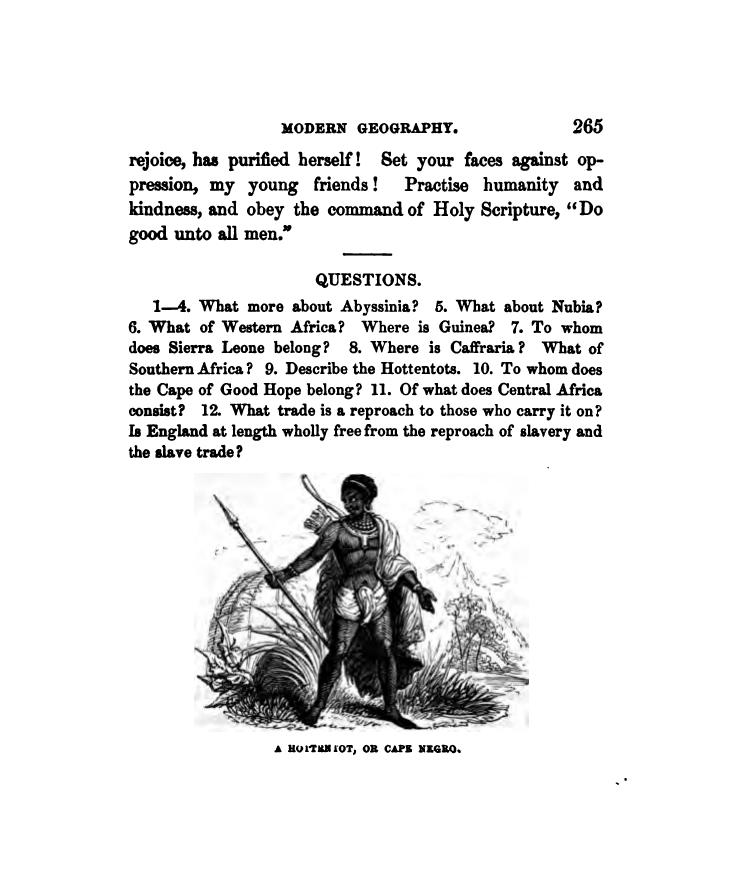 MODERN GEOGRAPHY. 265
rejoice, has purified herself! Set your faces against op-
pression, my young friends! Practise humanity and
kindness, and obey the command of Holy Scripture, "Do
good unto all men."
QUESTIONS.
1—4. What more about Abyssinia? 5. What about Nubia?
6. What of Western Africa? Where is Guinea? 7. To whom
does Sierra Leone belong? 8. Where is Caffraria? What of
Southern Africa? 9. Describe the Hottentots. 10. To whom does
the Cape of Good Hope belong? 11. Of what does Central Africa
consist? 12. What trade is a reproach to those who carry it on?
Is England at length wholly free from the reproach of slavery and
the slave trade?
A HOTTENTOT, OR CAPE NEGRO.